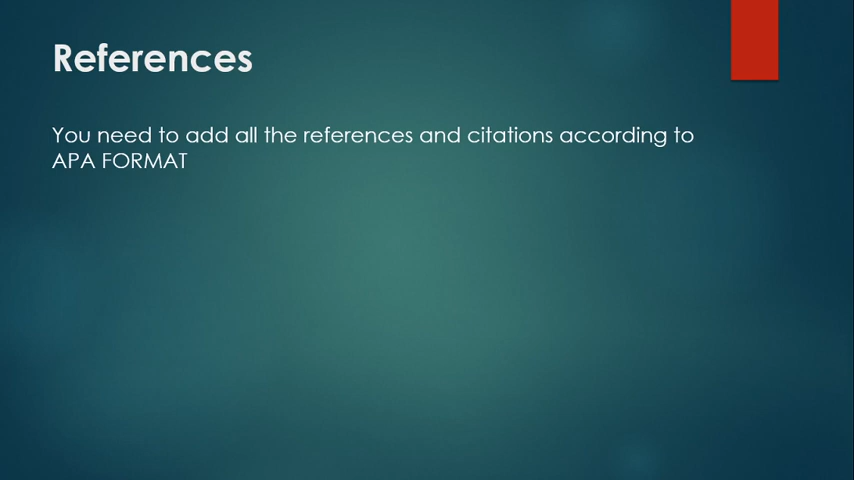 References
You need to add all the references and citations according to
APA FORMAT